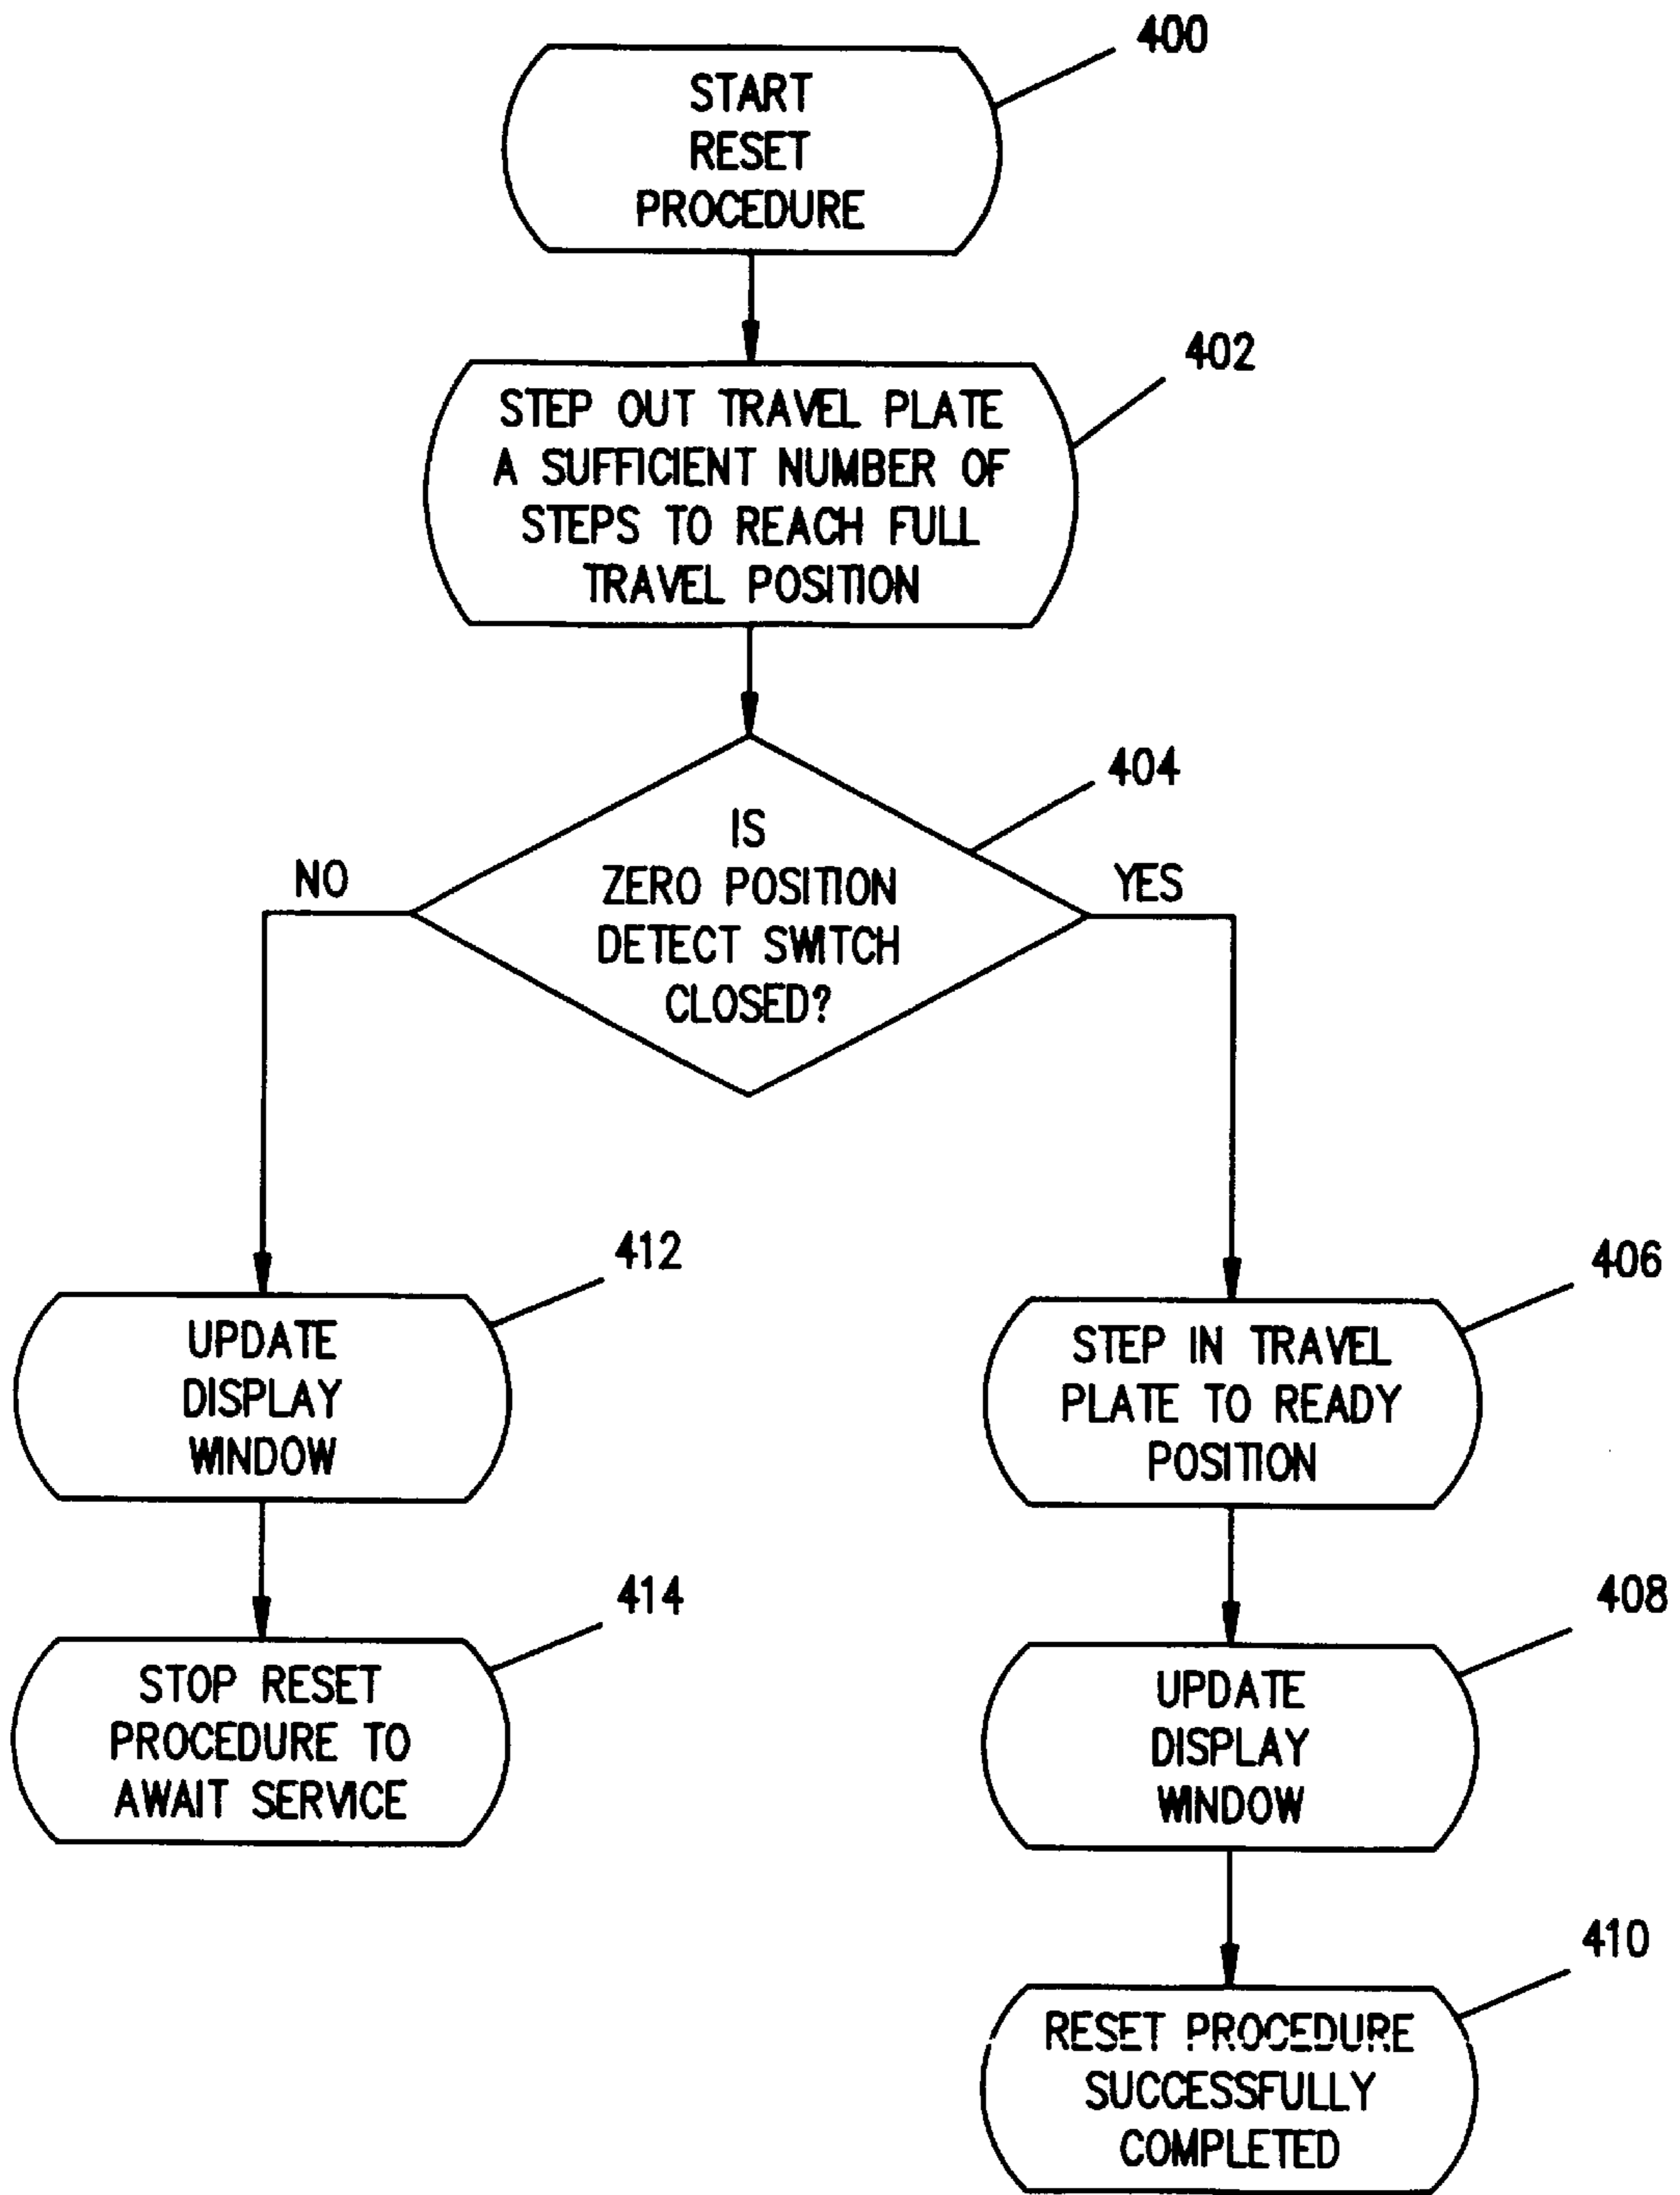 400
START
RESET
PROCEDURE
402
STEP OUT TRAVEL PLATE
A SUFFICIENT NUMBER OF
STEPS TO REACH FULL
TRAVEL POSITION
404
IS
ZERO POSITION
DETECT SWITCH
CLOSED?
NO
YES
412
UPDATE
DISPLAY
WINDOW
414
STOP RESET
PROCEDURE TO
AWAIT SERVICE
406
STEP IN TRAVEL
PLATE TO READY
POSITION
408
UPDATE
DISPLAY
WINDOW
410
RESET PROCEDURE
SUCCESSFULLY
COMPLETED